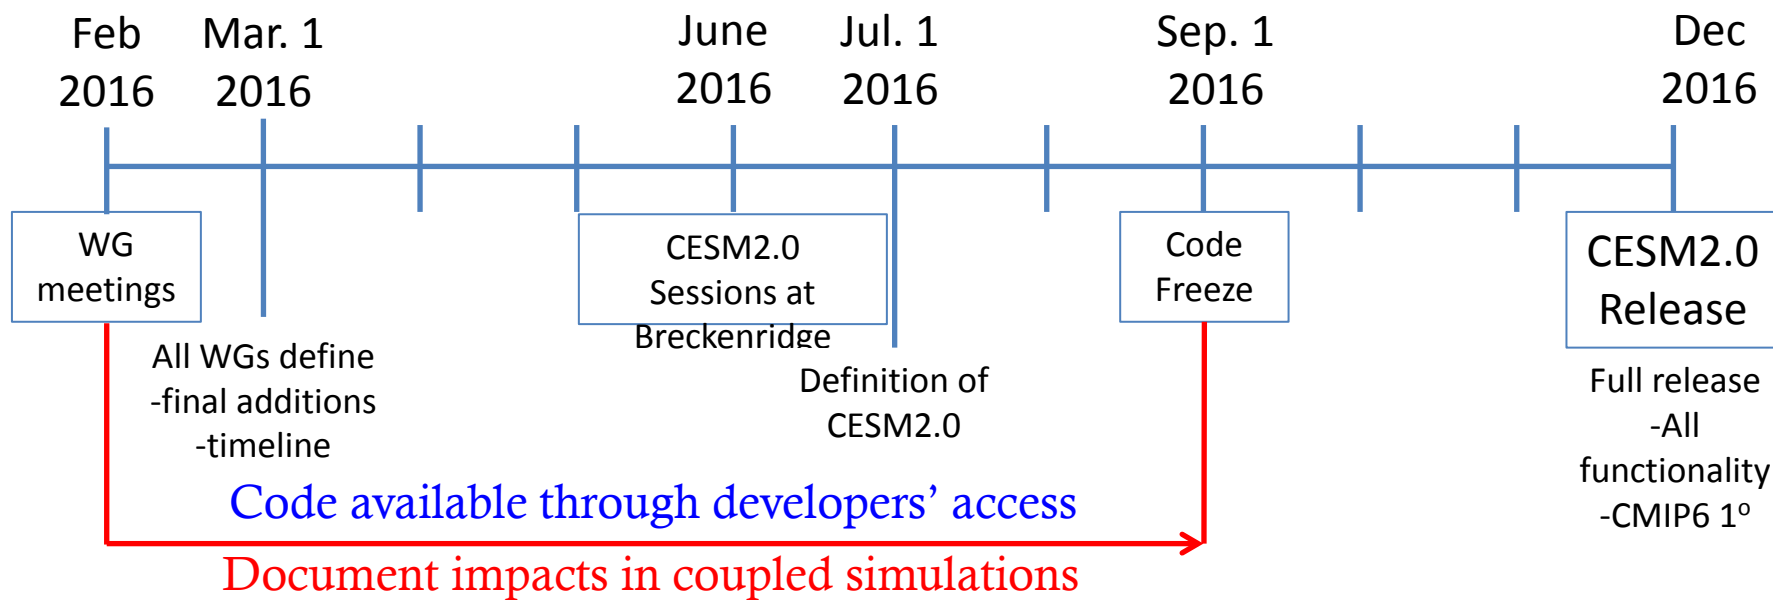 Feb
2016
Mar. 1
2016
June
2016
Jul. 1
2016
Sep. 1
2016
Dec
2016
WG
meetings
CESM2.0
Sessions at
Breckenridge
Code
Freeze
CESM2.0
Release
All WGs define
-final additions
-timeline
Definition of
CESM2.0
Full release
-All
functionality
-CMIP6 1º
Code available through developers’ access
Document impacts in coupled simulations